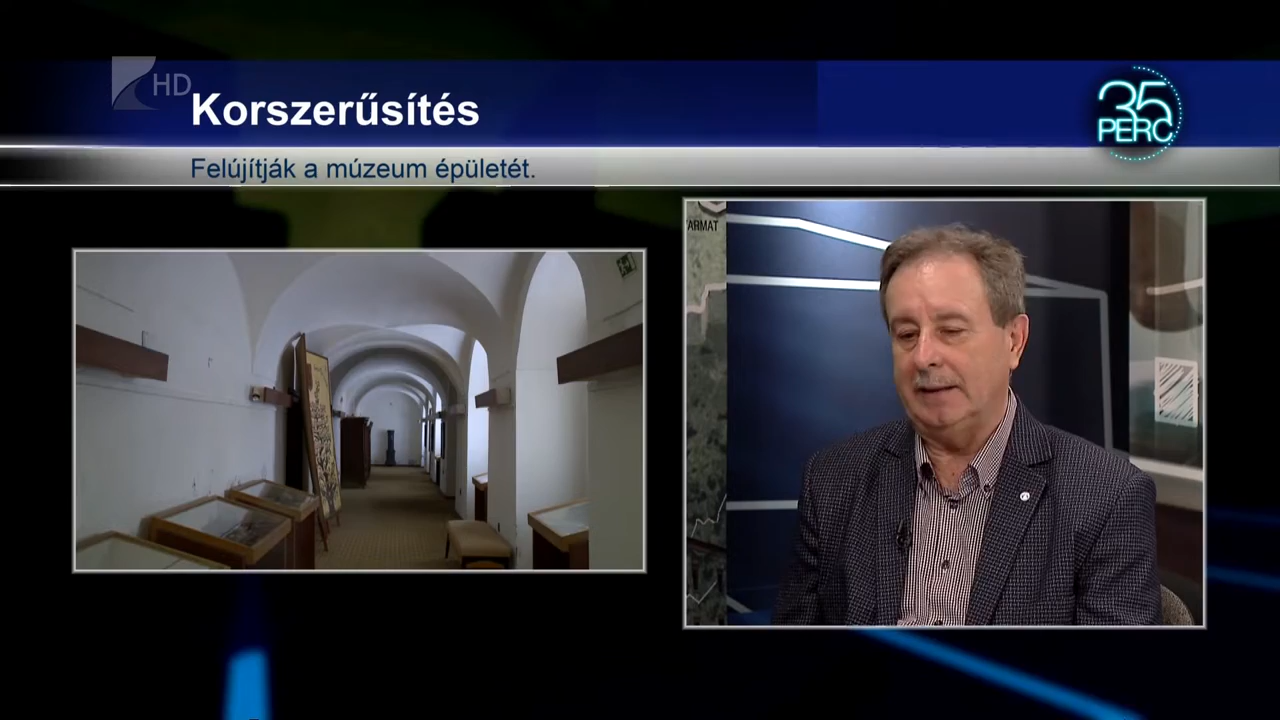 HD
Korszerűsítés
35
PERC
Felújítják a múzeum épületét.
ARMAT